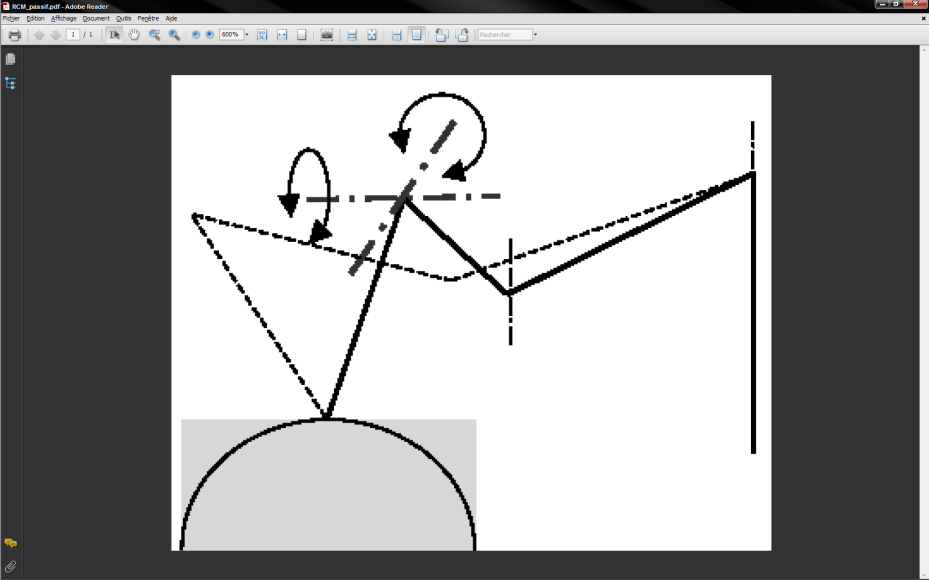 RCM_passif.pdf - Adobe Reader
Fichier Edition Affichage Document Outils Fenêtre Aide
1 / 1 600% Rechercher